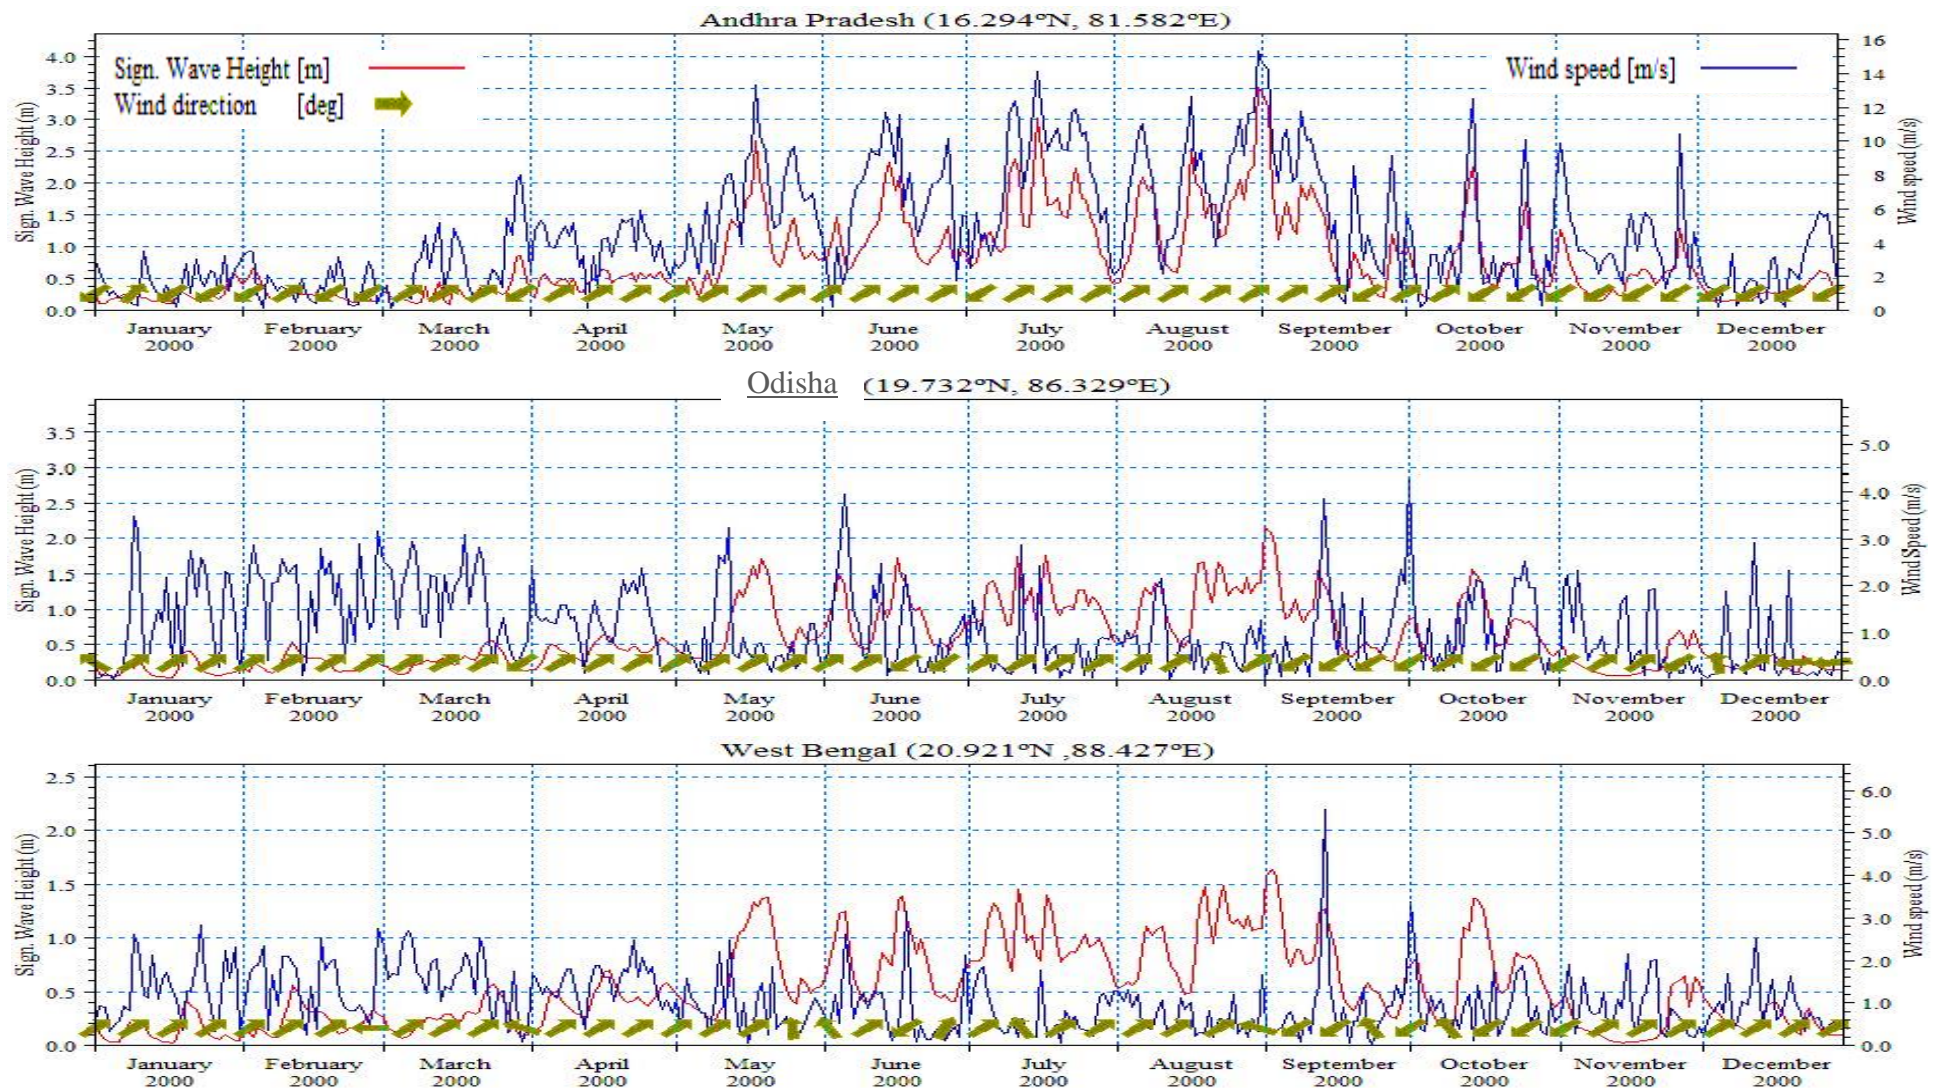 Andhra Pradesh (16.294ºN, 81.582ºE)
Sign. Wave Height [m]
Wind direction [deg]
Wind speed [m/s]
Sign. Wave Height (m)
4.0
3.5
3.0
2.5
2.0
1.5
1.0
0.5
0.0
16
14
12
10
8
6
4
2
0
Wind speed (m/s)
January February March April May June July August September October November December
2000 2000 2000 2000 2000 2000 2000 2000 2000 2000 2000 2000
Odisha (19.732ºN, 86.329ºE)
Sign. Wave Height (m)
3.5
3.0
2.5
2.0
1.5
1.0
0.5
0.0
5.0
4.0
3.0
2.0
1.0
0.0
Wind Speed (m/s)
January February March April May June July August September October November December
2000 2000 2000 2000 2000 2000 2000 2000 2000 2000 2000 2000
West Bengal (20.921ºN ,88.427ºE)
Sign. Wave Height (m)
2.5
2.0
1.5
1.0
0.5
0.0
6.0
5.0
4.0
3.0
2.0
1.0
0.0
Wind speed (m/s)
January February March April May June July August September October November December
2000 2000 2000 2000 2000 2000 2000 2000 2000 2000 2000 2000